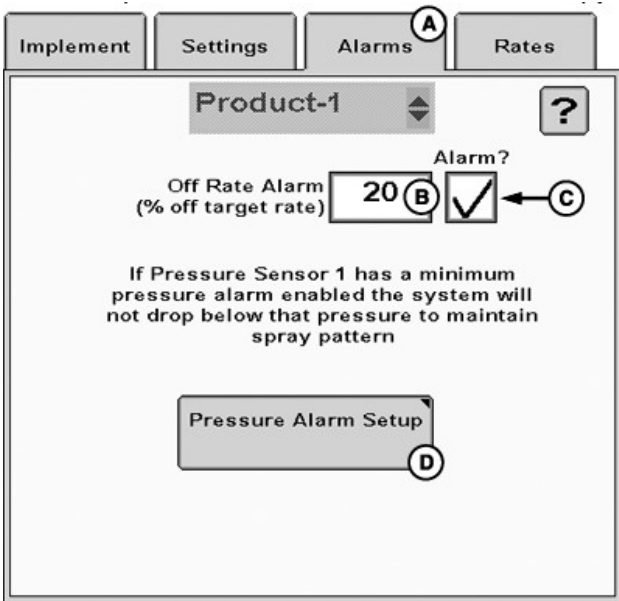 Implement Settings Alarms A Rates
Product-1 ?
Alarm?
Off Rate Alarm
(% off target rate) 20 B C
If Pressure Sensor 1 has a minimum
pressure alarm enabled the system will
not drop below that pressure to maintain
spray pattern
Pressure Alarm Setup
D